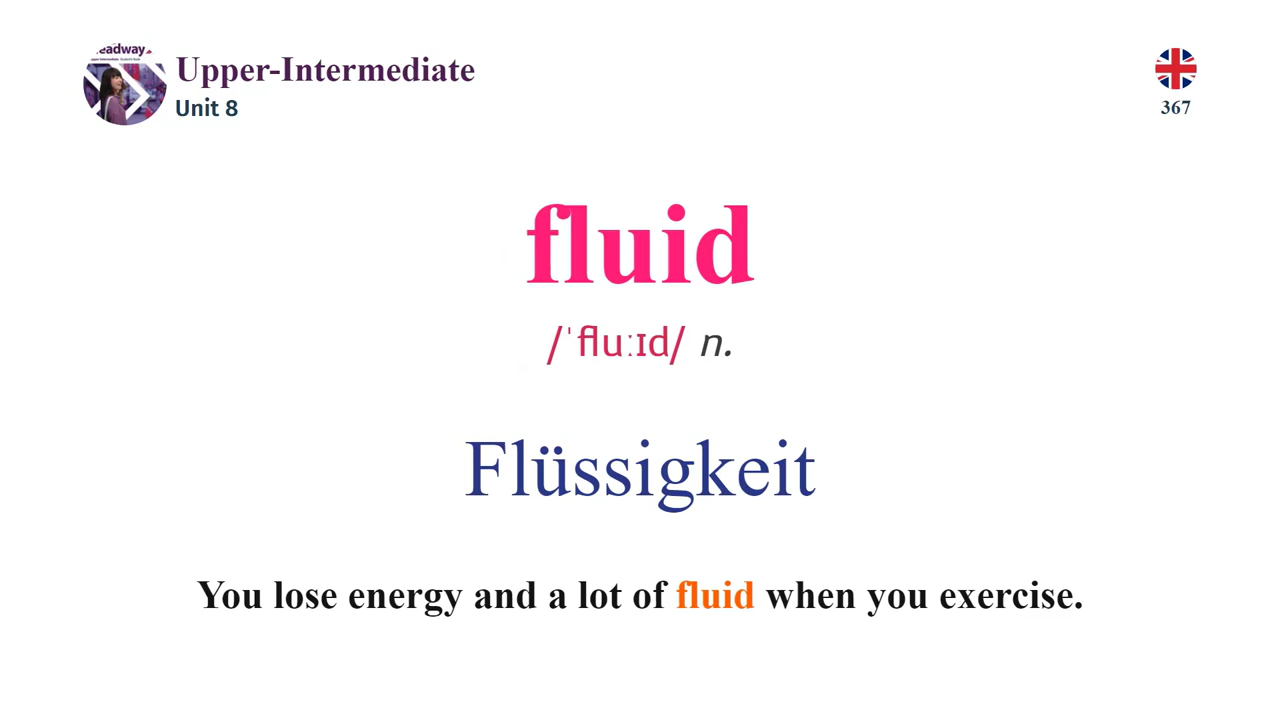 eadway
Upper-Intermediate
Unit 8
367
fluid
/ˈfluːɪd/ n.
Flüssigkeit
You lose energy and a lot of fluid when you exercise.